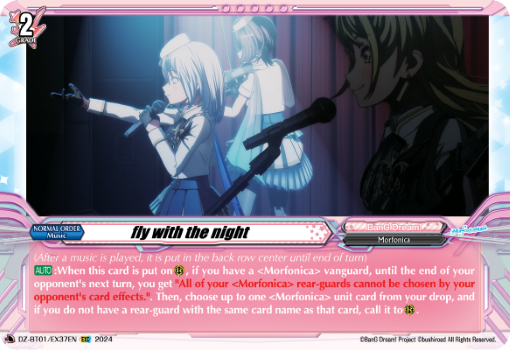 2
GRADE
NORMAL ORDER
Music
fly with the night
BanG Dream!
Morfonica
(After a music is played, it is put in the back row center until end of turn)
AUTO:When this card is put on , if you have a <Morfonica> vanguard, until the end of your
opponent's next turn, you get "All of your <Morfonica> rear-guards cannot be chosen by your
opponent's card effects.". Then, choose up to one <Morfonica> unit card from your drop, and
if you do not have a rear-guard with the same card name as that card, call it to .
DZ-BT01/EX37EN 2024
©BanG Dream! Project ©bushiroad All Rights Reserved.